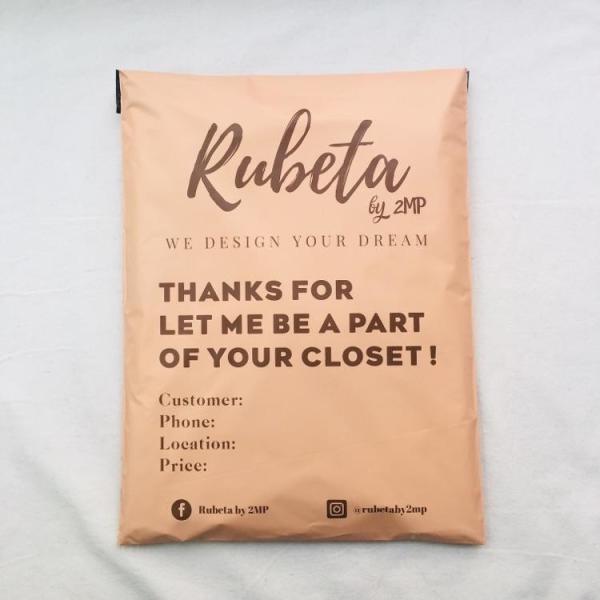 Rubeta
by 2MP
WE DESIGN YOUR DREAM
THANKS FOR
LET ME BE A PART
OF YOUR CLOSET !
Customer:
Phone:
Location:
Price:
Rubeta by 2MP @rubetaby2mp